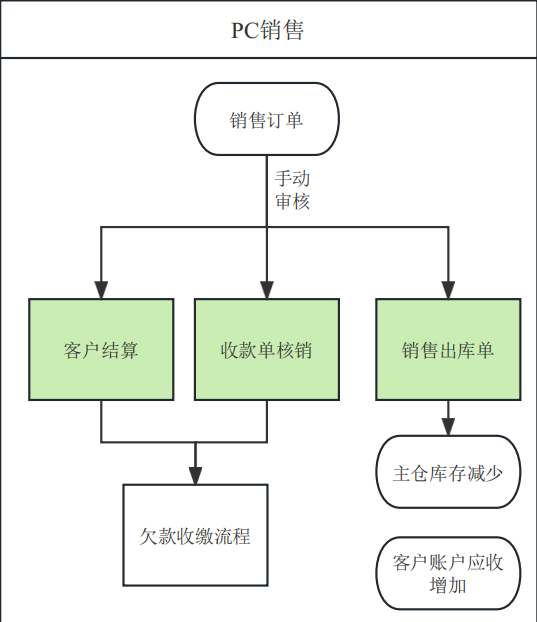 PC销售
销售订单
手动
审核
客户结算
收款单核销
销售出库单
主仓库存减少
欠款收缴流程
客户账户应收
增加